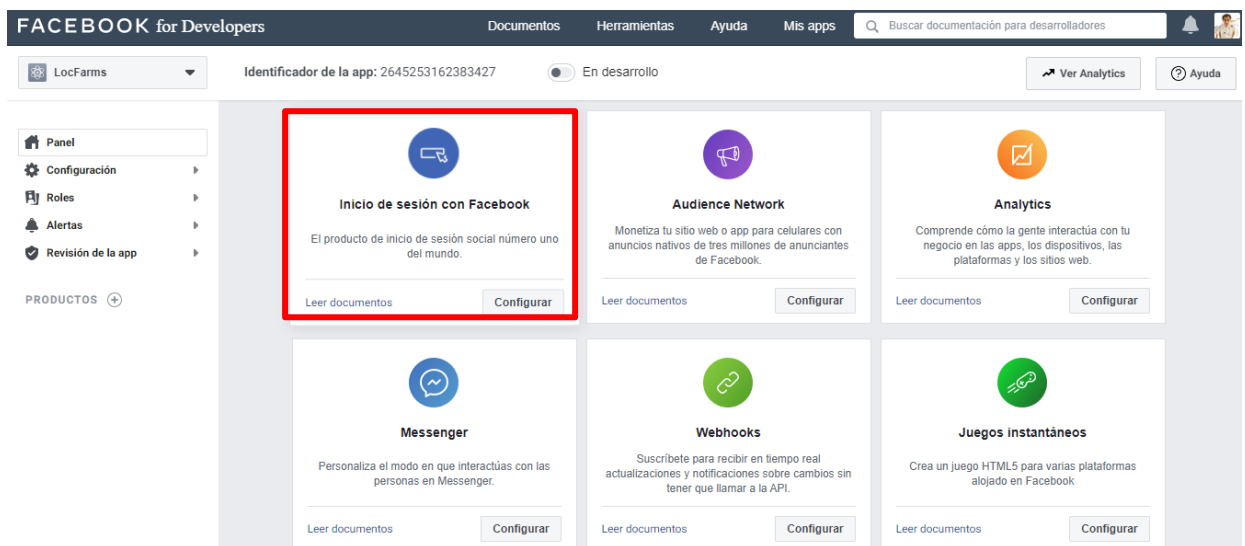 FACEBOOK for Developers
Documentos
Herramientas
Ayuda
Mis apps
Buscar documentación para desarrolladores
LocFarms
Identificador de la app: 2645253162383427
En desarrollo
Ver Analytics
Ayuda
Panel
Configuración
Roles
Alertas
Revisión de la app
PRODUCTOS
Inicio de sesión con Facebook
El producto de inicio de sesión social número uno
del mundo.
Leer documentos
Configurar
Audience Network
Monetiza tu sitio web o app para celulares con
anuncios nativos de tres millones de anunciantes
de Facebook.
Leer documentos
Configurar
Analytics
Comprende cómo la gente interactúa con tu
negocio en las apps, los dispositivos, las
plataformas y los sitios web.
Leer documentos
Configurar
Messenger
Personaliza el modo en que interactúas con las
personas en Messenger.
Leer documentos
Configurar
Webhooks
Suscríbete para recibir en tiempo real
actualizaciones y notificaciones sobre cambios sin
tener que llamar a la API.
Leer documentos
Configurar
Juegos instantáneos
Crea un juego HTML5 para varias plataformas
alojado en Facebook
Leer documentos
Configurar